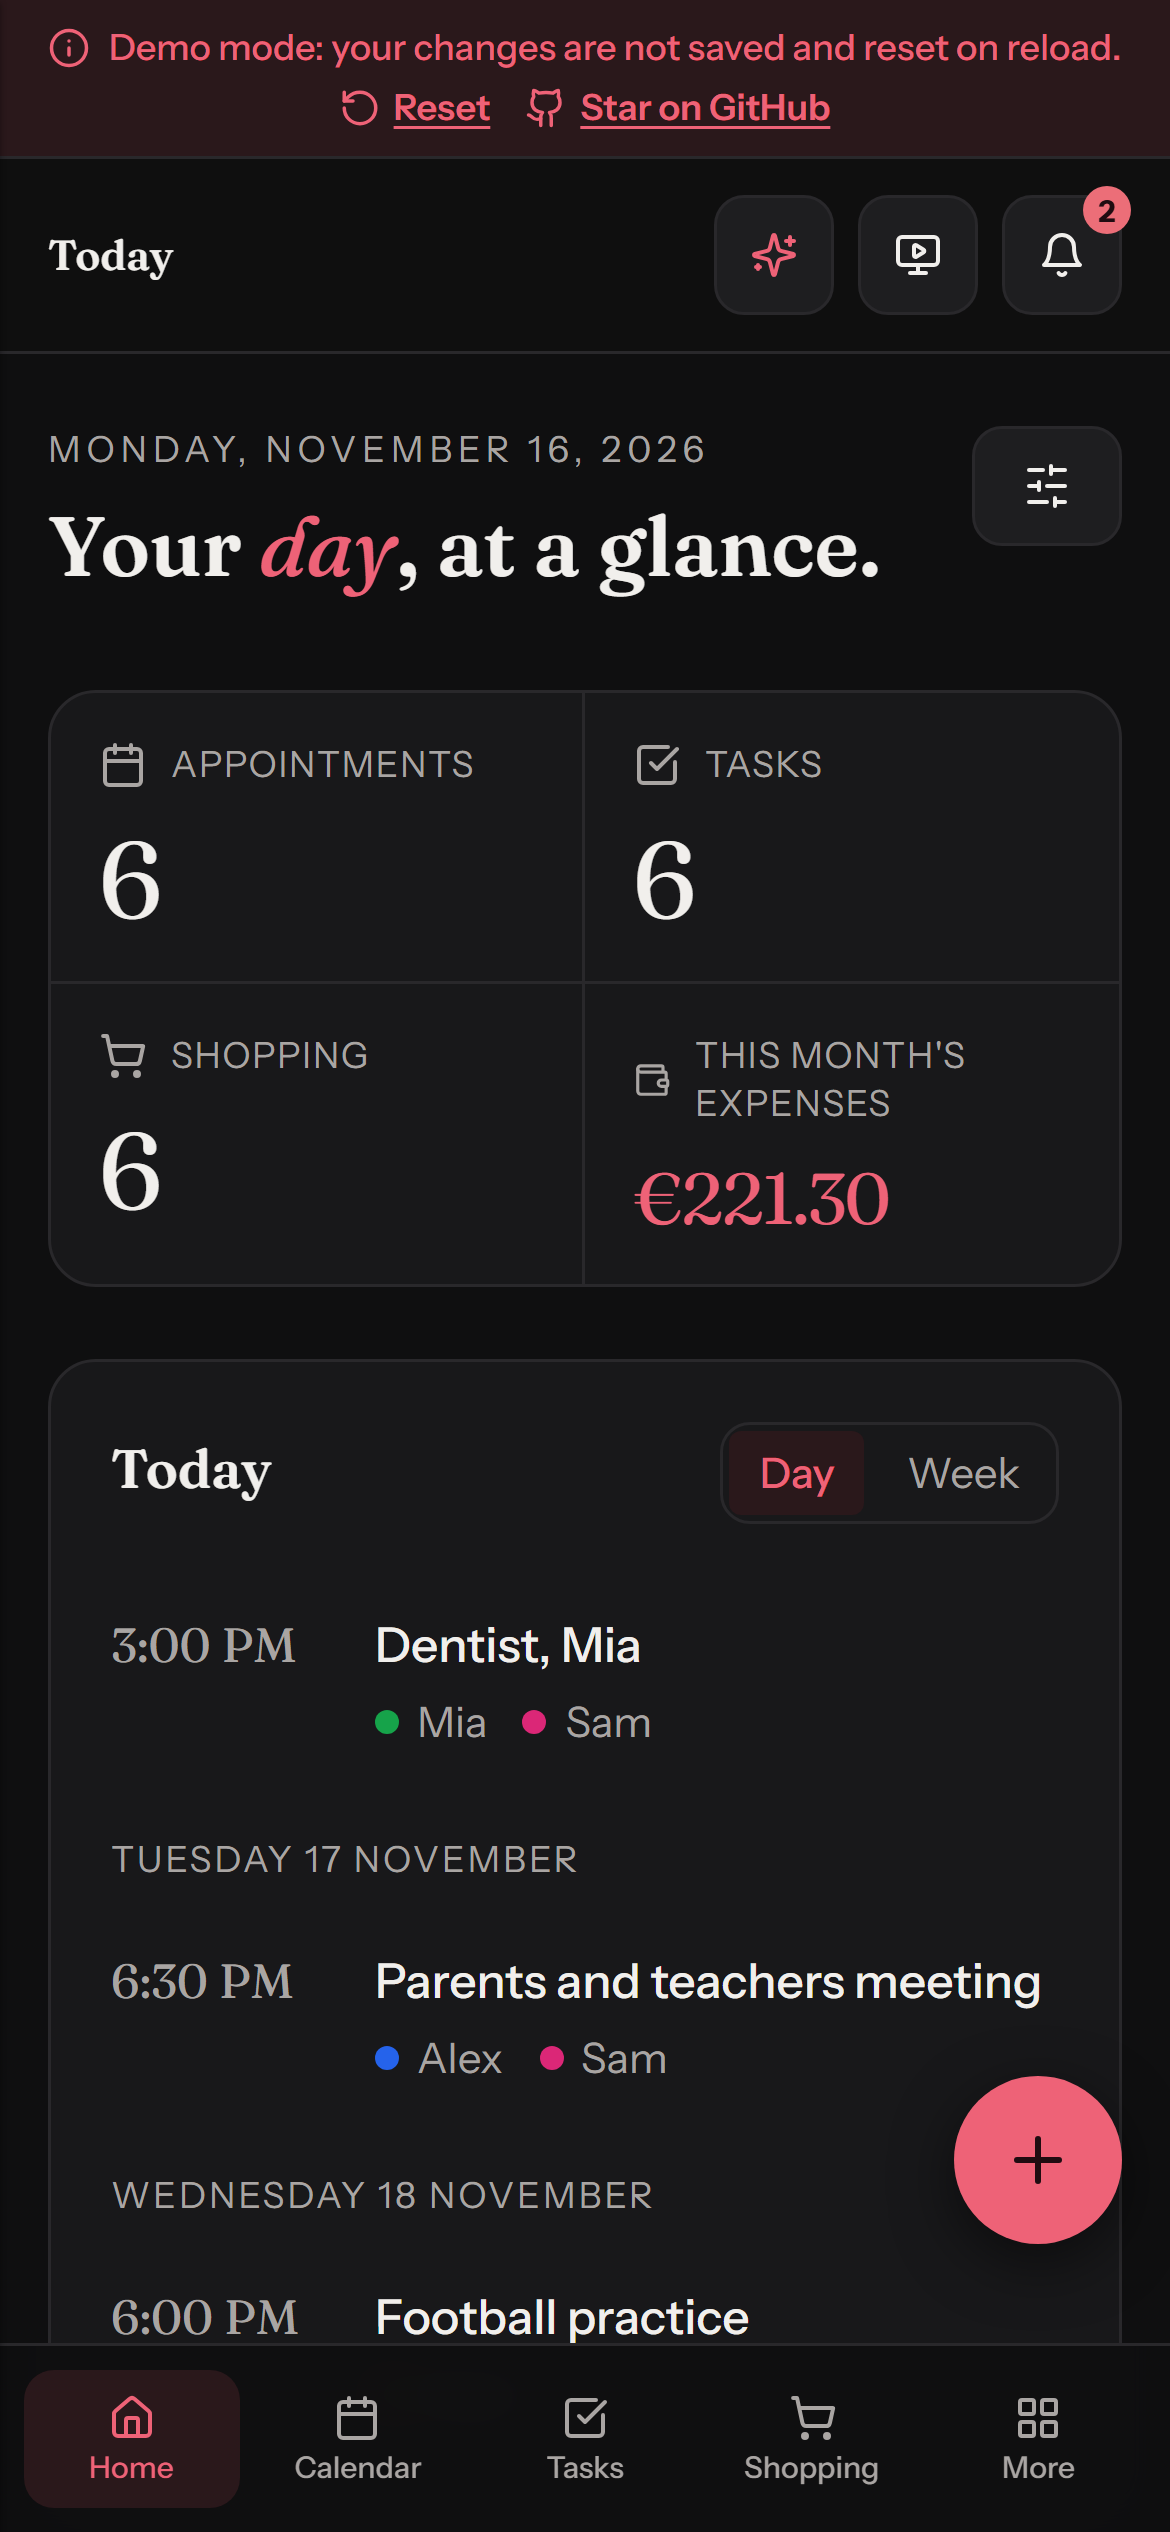 Demo mode: your changes are not saved and reset on reload.
Reset Star on GitHub
Today
2
MONDAY, NOVEMBER 16, 2026
Your day, at a glance.
APPOINTMENTS
6
TASKS
6
SHOPPING
6
THIS MONTH'S
EXPENSES
€221.30
Today
Day Week
3:00 PM Dentist, Mia
Mia Sam
TUESDAY 17 NOVEMBER
6:30 PM Parents and teachers meeting
Alex Sam
WEDNESDAY 18 NOVEMBER
6:00 PM Football practice
Home Calendar Tasks Shopping More